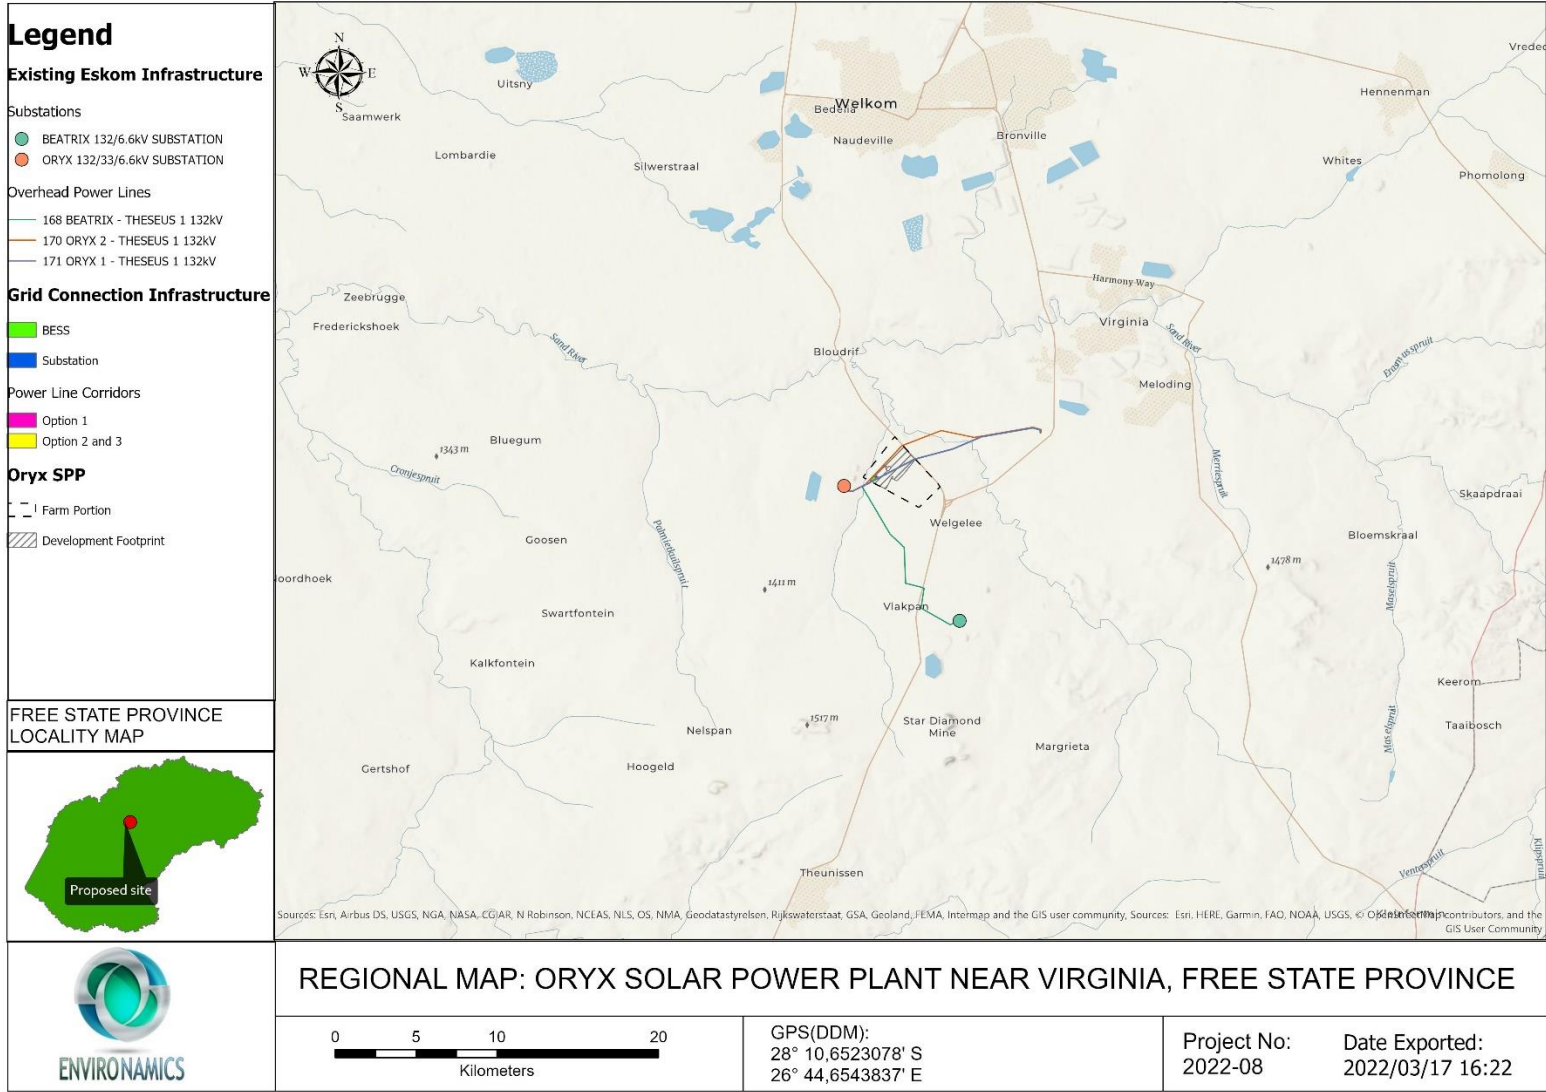 Legend
Existing Eskom Infrastructure
Substations
BEATRIX 132/6.6kV SUBSTATION
ORYX 132/33/6.6kV SUBSTATION
Overhead Power Lines
168 BEATRIX - THESEUS 1 132kV
170 ORYX 2 - THESEUS 1 132kV
171 ORYX 1 - THESEUS 1 132kV
Grid Connection Infrastructure
BESS
Substation
Power Line Corridors
Option 1
Option 2 and 3
Oryx SPP
Farm Portion
Development Footprint
FREE STATE PROVINCE
LOCALITY MAP
Proposed site
ENVIRONAMICS
N
W E
S
Uitsny
Saamwerk
Lombardie
Silwerstraal
Welkom
Bedelia
Naudeville
Bronville
Vredec
Hennenman
Whites
Phomolong
Harmony Way
Zeebrugge
Frederickshoek
Sand River
Bloudrif
Virginia
Sand River
Erasmusspruit
Meloding
Bluegum
1343 m
Cronjespruit
Merriespruit
Skaapdraai
Welgelee
Bloemskraal
Goosen
Palmietkuilspruit
1411 m
1478 m
oordhoek
Swartfontein
Vlakpan
Maselspruit
Kalkfontein
Keerom
Nelspan
1517 m
Star Diamond
Mine
Margrieta
Maselspruit
Taaibosch
Gertshof
Hoogeld
Theunissen
Venterspruit
Klipspruit
Sources: Esri, Airbus DS, USGS, NGA, NASA, CGIAR, N Robinson, NCEAS, NLS, OS, NMA, Geodatastyrelsen, Rijkswaterstaat, GSA, Geoland, FEMA, Intermap and the GIS user community, Sources: Esri, HERE, Garmin, FAO, NOAA, USGS, © contributors, and the
GIS User Community
REGIONAL MAP: ORYX SOLAR POWER PLANT NEAR VIRGINIA, FREE STATE PROVINCE
0 5 10 20
Kilometers
GPS(DDM):
28° 10,6523078' S
26° 44,6543837' E
Project No:
2022-08
Date Exported:
2022/03/17 16:22